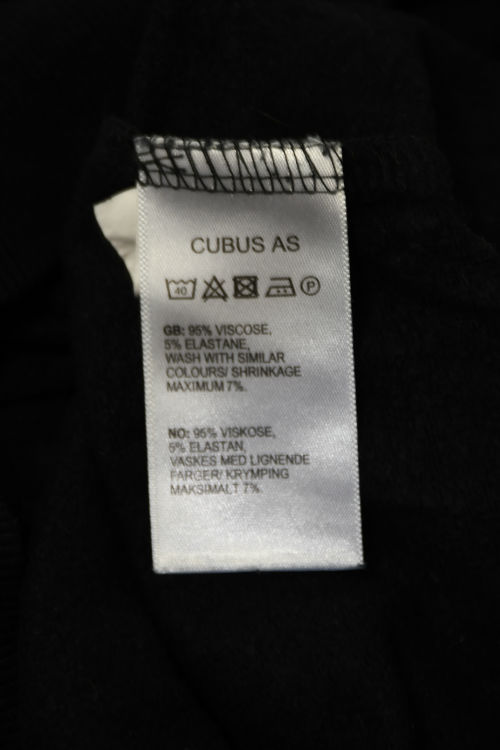 CUBUS AS
40 P
GB: 95% VISCOSE,
5% ELASTANE,
WASH WITH SIMILAR
COLOURS/ SHRINKAGE
MAXIMUM 7%.
NO: 95% VISKOSE,
5% ELASTAN,
VASKES MED LIGNENDE
FARGER/ KRYMPING
MAKSIMALT 7%.